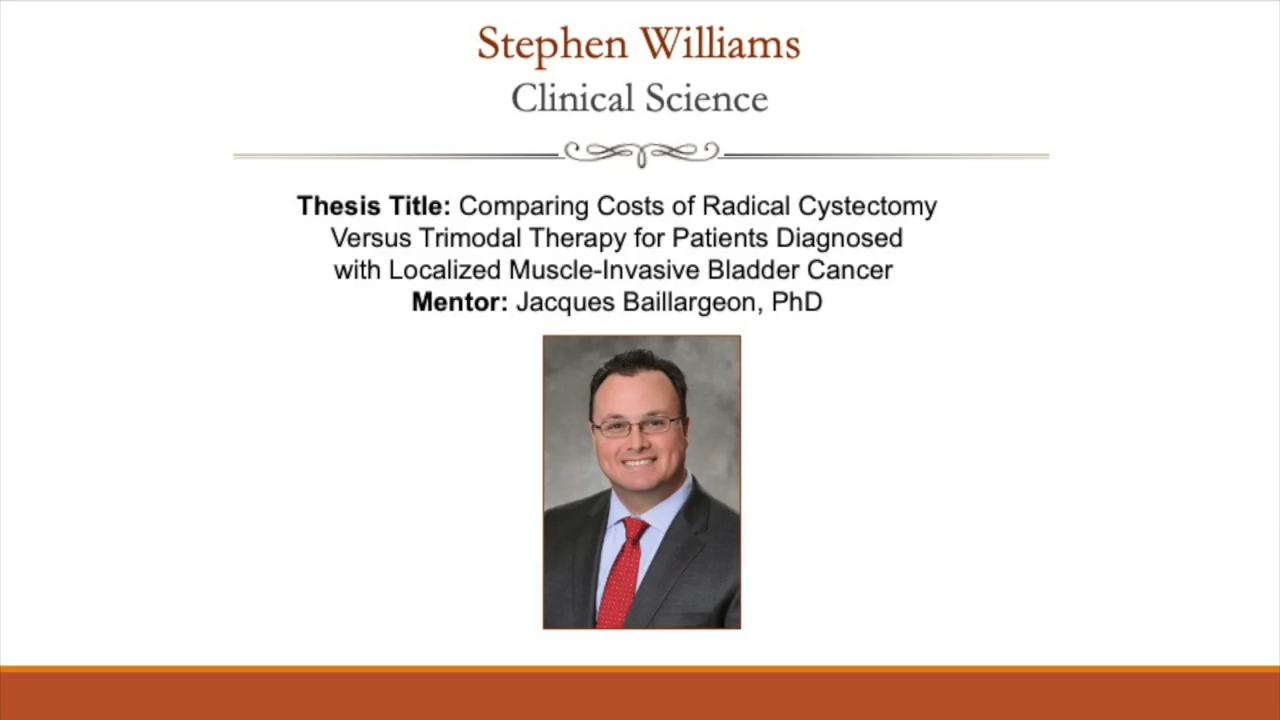 Stephen Williams
Clinical Science
Thesis Title: Comparing Costs of Radical Cystectomy
Versus Trimodal Therapy for Patients Diagnosed
with Localized Muscle-Invasive Bladder Cancer
Mentor: Jacques Baillargeon, PhD